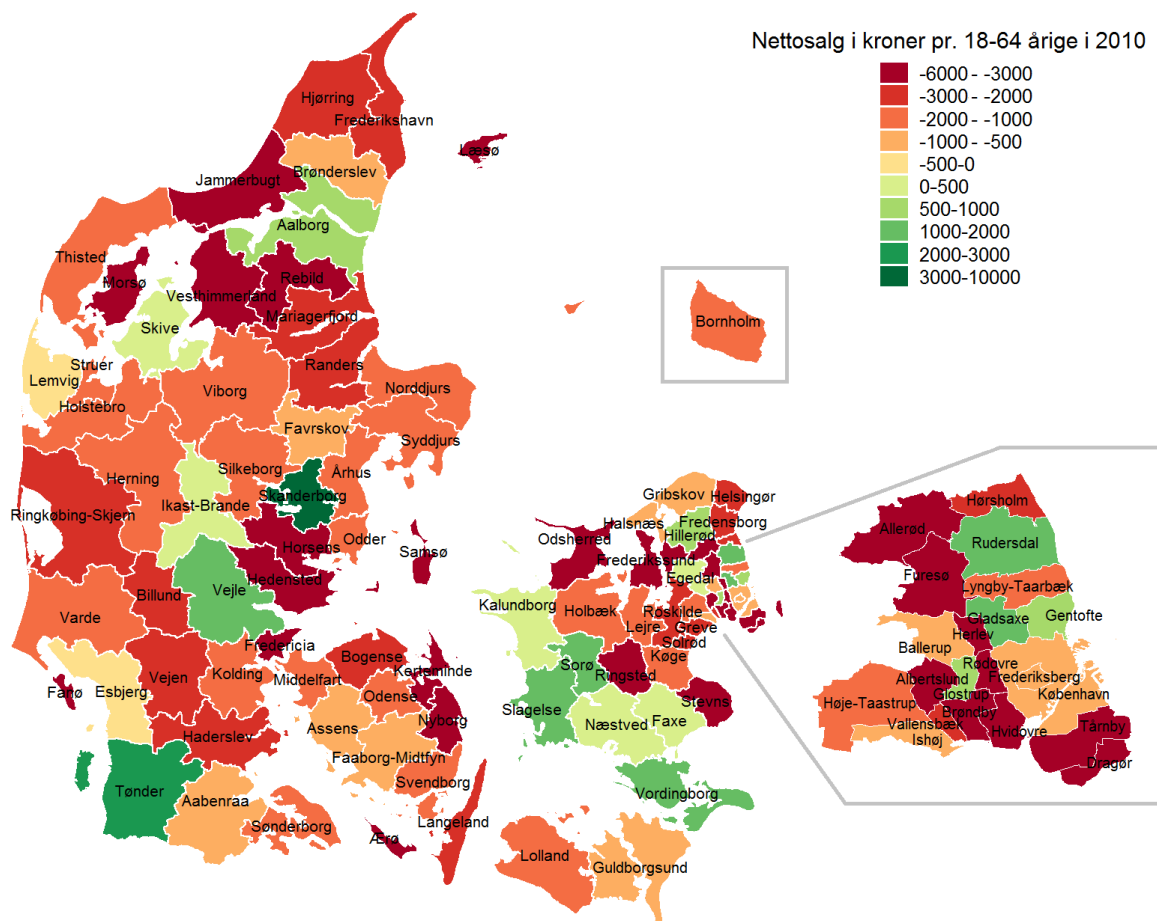 Nettosalg i kroner pr. 18-64 årige i 2010
-6000 - -3000
-3000 - -2000
-2000 - -1000
-1000 - -500
-500-0
0-500
500-1000
1000-2000
2000-3000
3000-10000
Hjørring
Frederikshavn
Læsø
Brønderslev
Jammerbugt
Aalborg
Thisted
Morsø
Rebild
Vesthimmerland
Mariagerfjord
Skive
Bornholm
Struer
Randers
Lemvig
Viborg
Norddjurs
Holstebro
Favrskov
Syddjurs
Silkeborg
Århus
Herning
Skanderborg
Ikast-Brande
Ringkøbing-Skjern
Horsens
Odder
Samsø
Hedensted
Vejle
Billund
Varde
Fredericia
Vejen
Kolding
Fanø
Esbjerg
Haderslev
Tønder
Aabenraa
Sønderborg
Middelfart
Bogense
Kerteminde
Odense
Nyborg
Assens
Faaborg-Midtfyn
Svendborg
Langeland
Ærø
Gribskov
Helsingør
Halsnæs
Fredensborg
Hillerød
Odsherred
Frederikssund
Egedal
Kalundborg
Holbæk
Roskilde
Lejre
Greve
Solrød
Køge
Sorø
Ringsted
Stevns
Slagelse
Næstved
Faxe
Vordingborg
Lolland
Guldborgsund
Hørsholm
Allerød
Rudersdal
Furesø
Lyngby-Taarbæk
Gladsaxe
Gentofte
Herlev
Ballerup
Rødovre
Albertslund
Frederiksberg
Glostrup
København
Høje-Taastrup
Brøndby
Vallensbæk
Hvidovre
Tårnby
Ishøj
Dragør